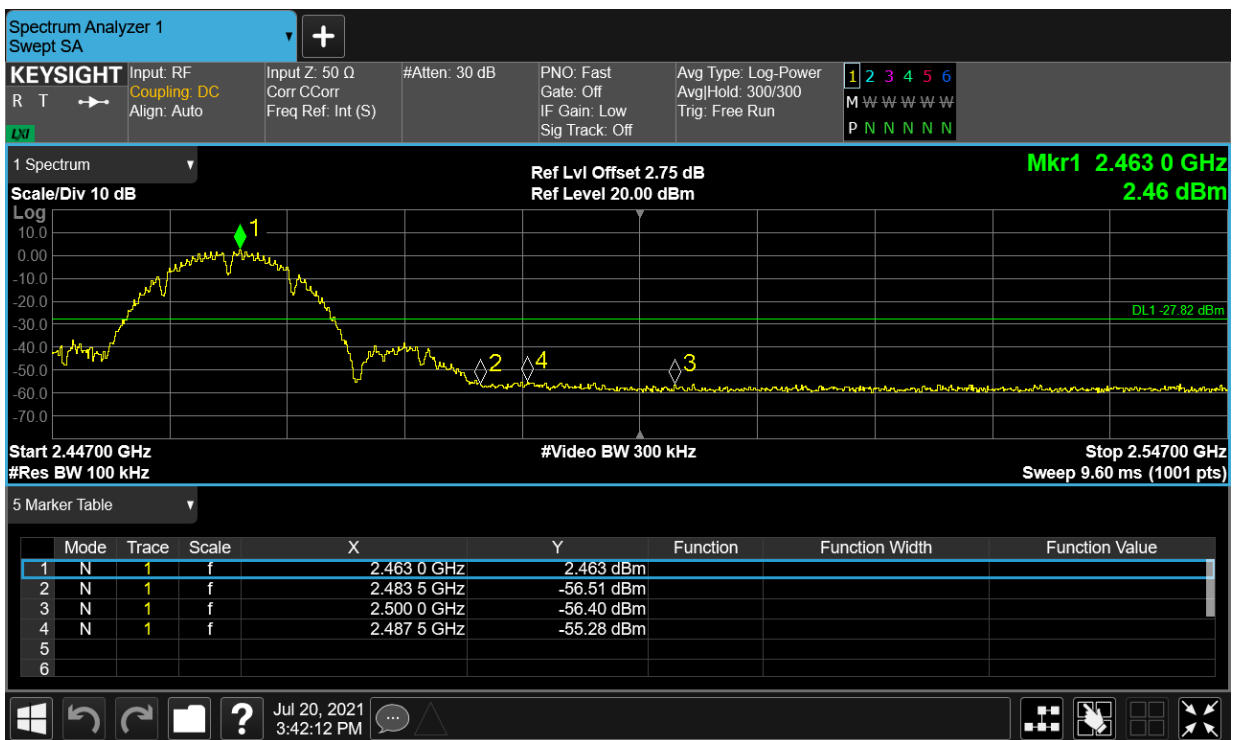 Spectrum Analyzer 1
Swept SA
KEYSIGHT
R T
LXI
Input: RF
Coupling: DC
Align: Auto
Input Z: 50 Ω
Corr CCorr
Freq Ref: Int (S)
#Atten: 30 dB
PNO: Fast
Gate: Off
IF Gain: Low
Sig Track: Off
Avg Type: Log-Power
Avg|Hold: 300/300
Trig: Free Run
1 2 3 4 5 6
M W W W W W
P N N N N N
1 Spectrum
Scale/Div 10 dB
Ref Lvl Offset 2.75 dB
Ref Level 20.00 dBm
Mkr1 2.463 0 GHz
2.46 dBm
Log
10.0
0.00
-10.0
-20.0
-30.0
-40.0
-50.0
-60.0
-70.0
1
2
4
3
DL1 -27.82 dBm
Start 2.44700 GHz
#Video BW 300 kHz
Stop 2.54700 GHz
#Res BW 100 kHz
Sweep 9.60 ms (1001 pts)
5 Marker Table
Mode Trace Scale X Y Function Function Width Function Value
1 N 1 f 2.463 0 GHz 2.463 dBm
2 N 1 f 2.483 5 GHz -56.51 dBm
3 N 1 f 2.500 0 GHz -56.40 dBm
4 N 1 f 2.487 5 GHz -55.28 dBm
5
6
?
Jul 20, 2021
3:42:12 PM